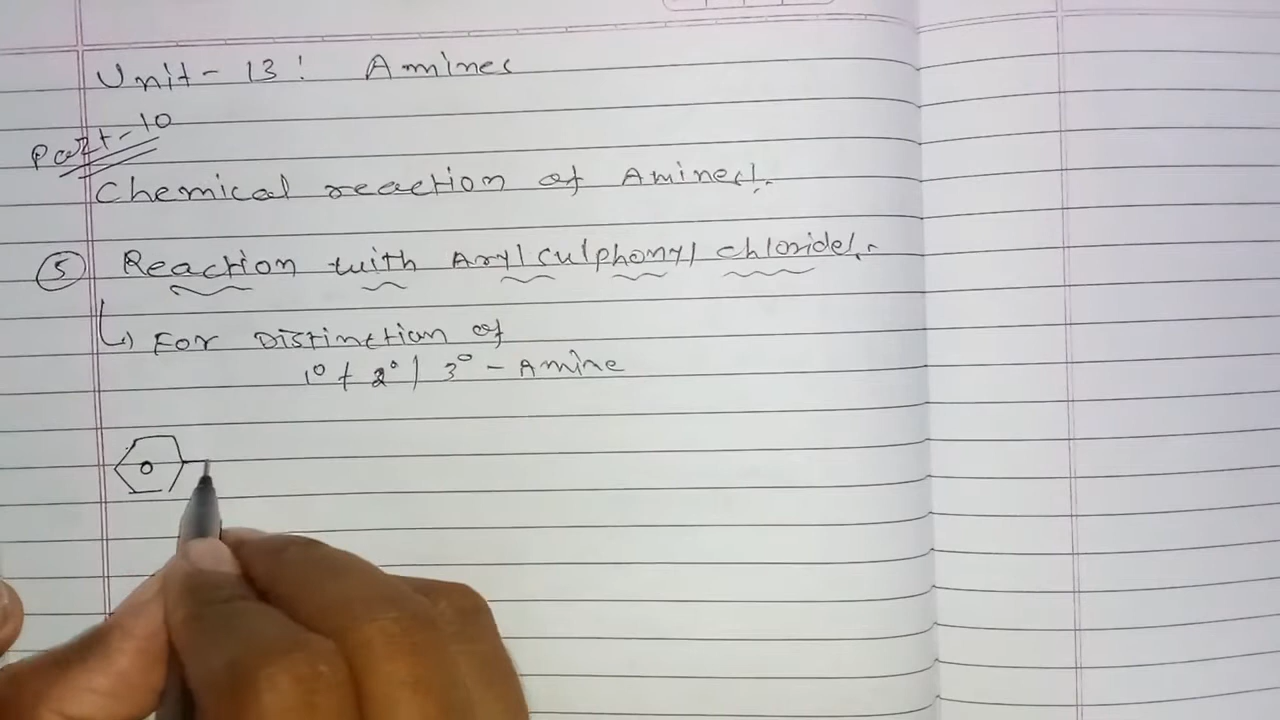 Unit - 13 : Amines
Part - 10
Chemical reaction of Amines :-
5 Reaction with Arylsulphonyl chloride :-
↳ For Distinction of
1° / 2° / 3° - Amine